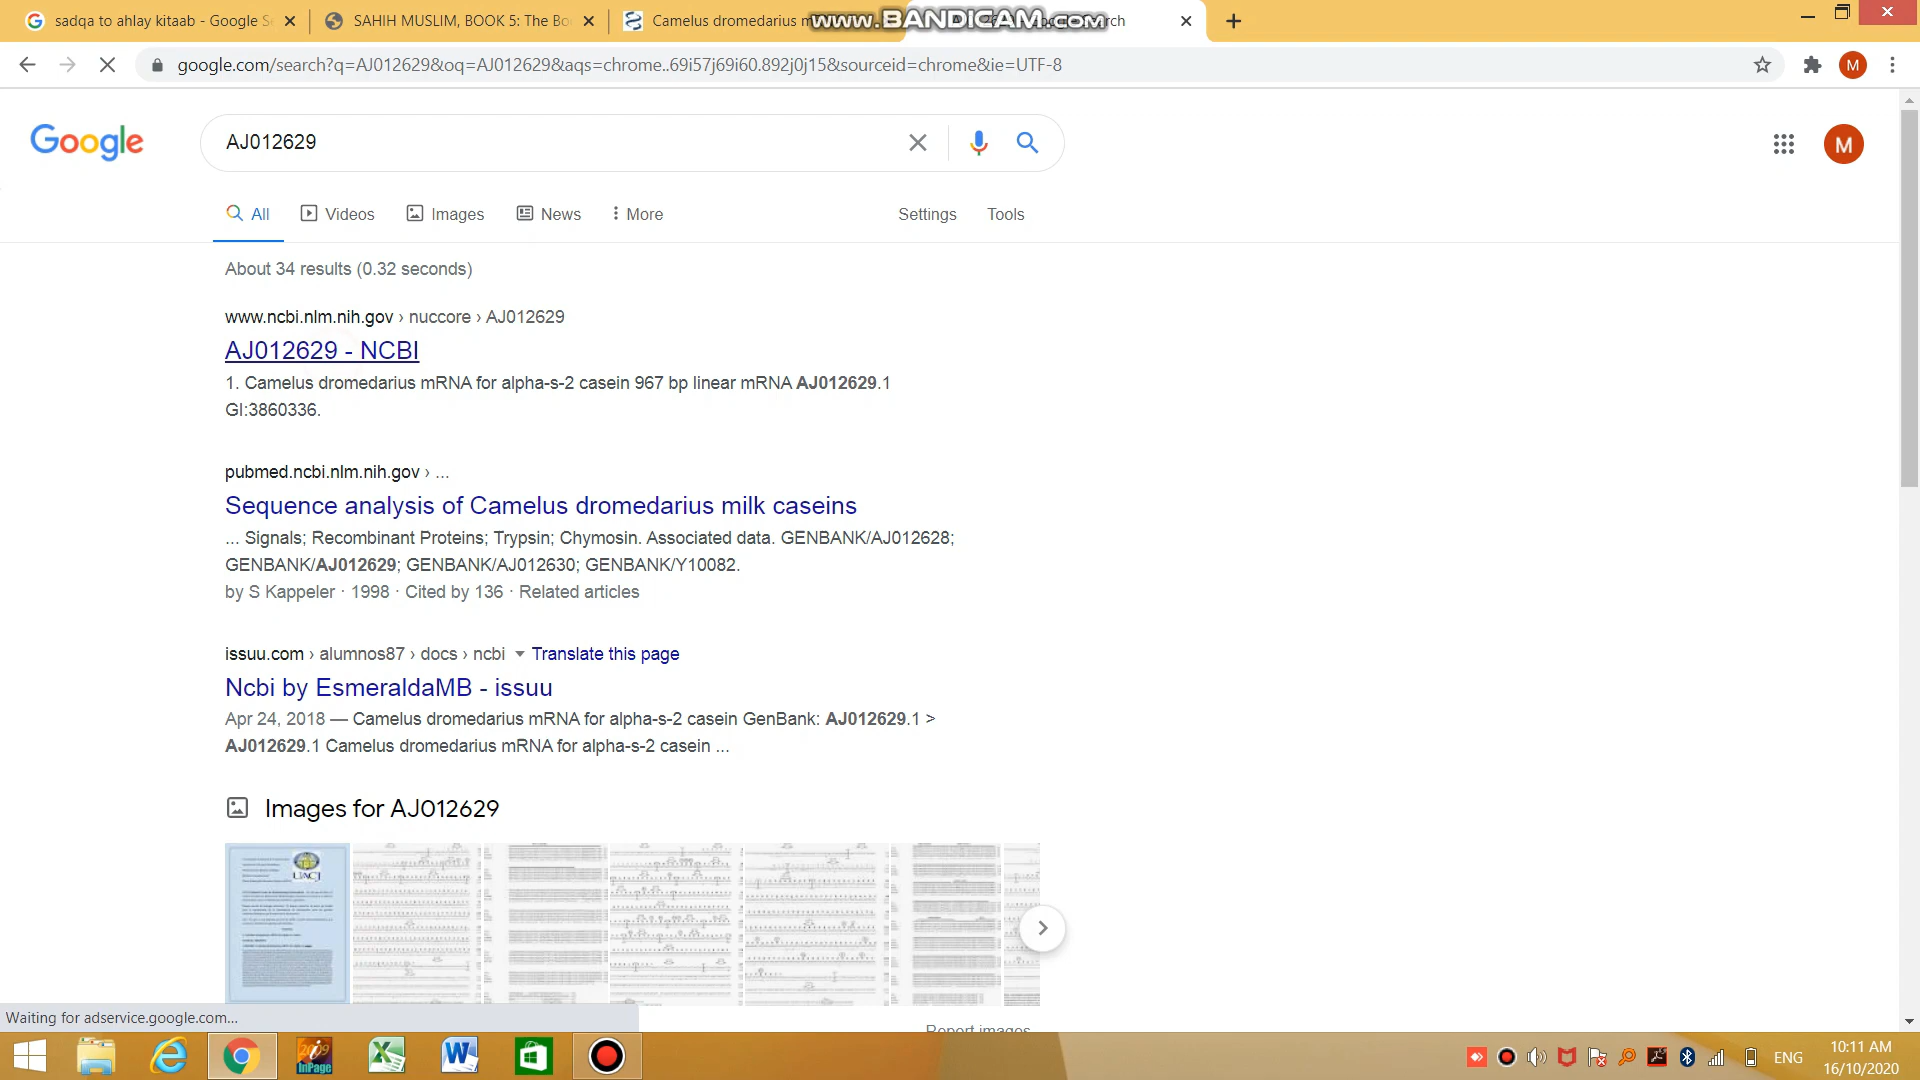 sadqa to ahlay kitaab - Google Se
SAHIH MUSLIM, BOOK 5: The Bo
Camelus dromedarius m
www.BANDICAM.com
google.com/search?q=AJ012629&oq=AJ012629&aqs=chrome..69i57j69i60.892j0j15&sourceid=chrome&ie=UTF-8
M
Google
AJ012629
M
All
Videos
Images
News
More
Settings
Tools
About 34 results (0.32 seconds)
www.ncbi.nlm.nih.gov › nuccore › AJ012629
AJ012629 - NCBI
1. Camelus dromedarius mRNA for alpha-s-2 casein 967 bp linear mRNA AJ012629.1
GI:3860336.
pubmed.ncbi.nlm.nih.gov › ...
Sequence analysis of Camelus dromedarius milk caseins
... Signals; Recombinant Proteins; Trypsin; Chymosin. Associated data. GENBANK/AJ012628;
GENBANK/AJ012629; GENBANK/AJ012630; GENBANK/Y10082.
by S Kappeler · 1998 · Cited by 136 · Related articles
issuu.com › alumnos87 › docs › ncbi Translate this page
Ncbi by EsmeraldaMB - issuu
Apr 24, 2018 — Camelus dromedarius mRNA for alpha-s-2 casein GenBank: AJ012629.1 >
AJ012629.1 Camelus dromedarius mRNA for alpha-s-2 casein ...
Images for AJ012629
UACJ
Report images
Waiting for adservice.google.com...
2009
InPage
ENG
10:11 AM
16/10/2020